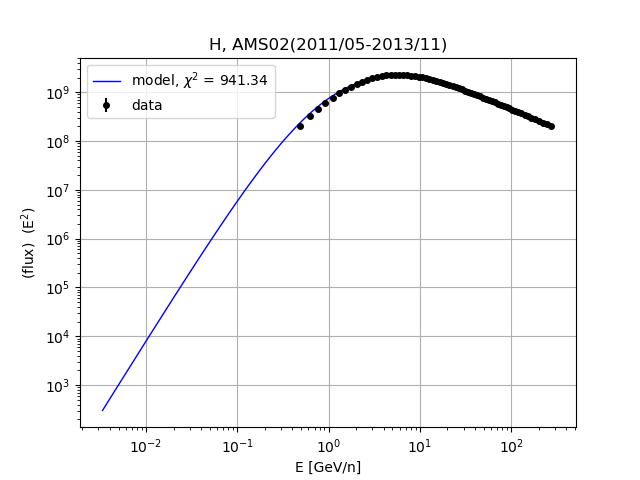 H, AMS02(2011/05-2013/11)
model, χ² = 941.34
data
(flux) (E²)
10⁹
10⁸
10⁷
10⁶
10⁵
10⁴
10³
10⁻² 10⁻¹ 10⁰ 10¹ 10²
E [GeV/n]